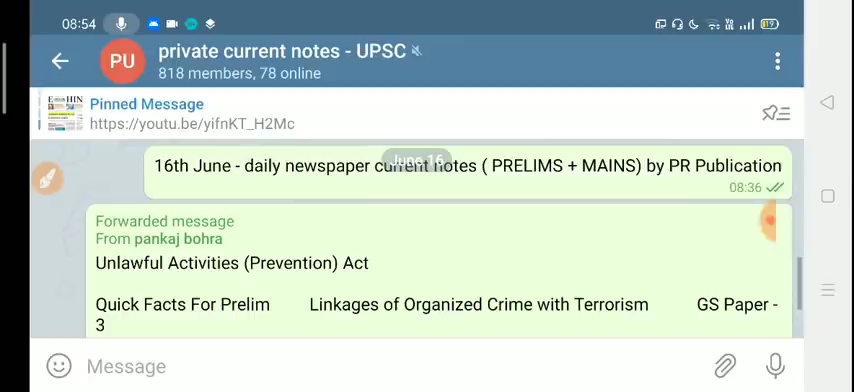 08:54
19
PU
private current notes - UPSC
818 members, 78 online
Pinned Message
https://youtu.be/yifnKT_H2Mc
June 16
16th June - daily newspaper current notes ( PRELIMS + MAINS) by PR Publication
08:36
Forwarded message
From pankaj bohra
Unlawful Activities (Prevention) Act
Quick Facts For Prelim Linkages of Organized Crime with Terrorism GS Paper -
3
Message